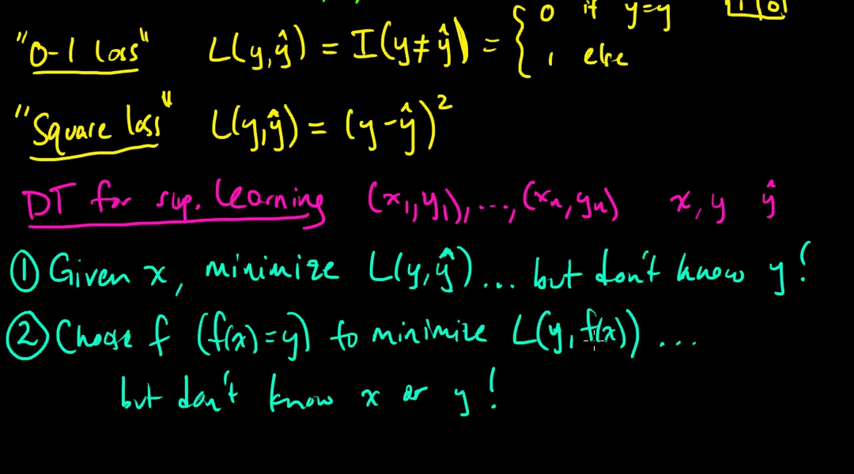 "0-1 loss" L(y,ŷ) = I(y≠ŷ) = { 0 if y=y
1 else
"Square loss" L(y,ŷ) = (y-ŷ)²
DT for sup. learning (x₁,y₁),...,(xₙ,yₙ) x,y ŷ
① Given x, minimize L(y,ŷ)... but don't know y!
② Choose f (f(x)=y) to minimize L(y,f(x)) ...
but don't know x or y!